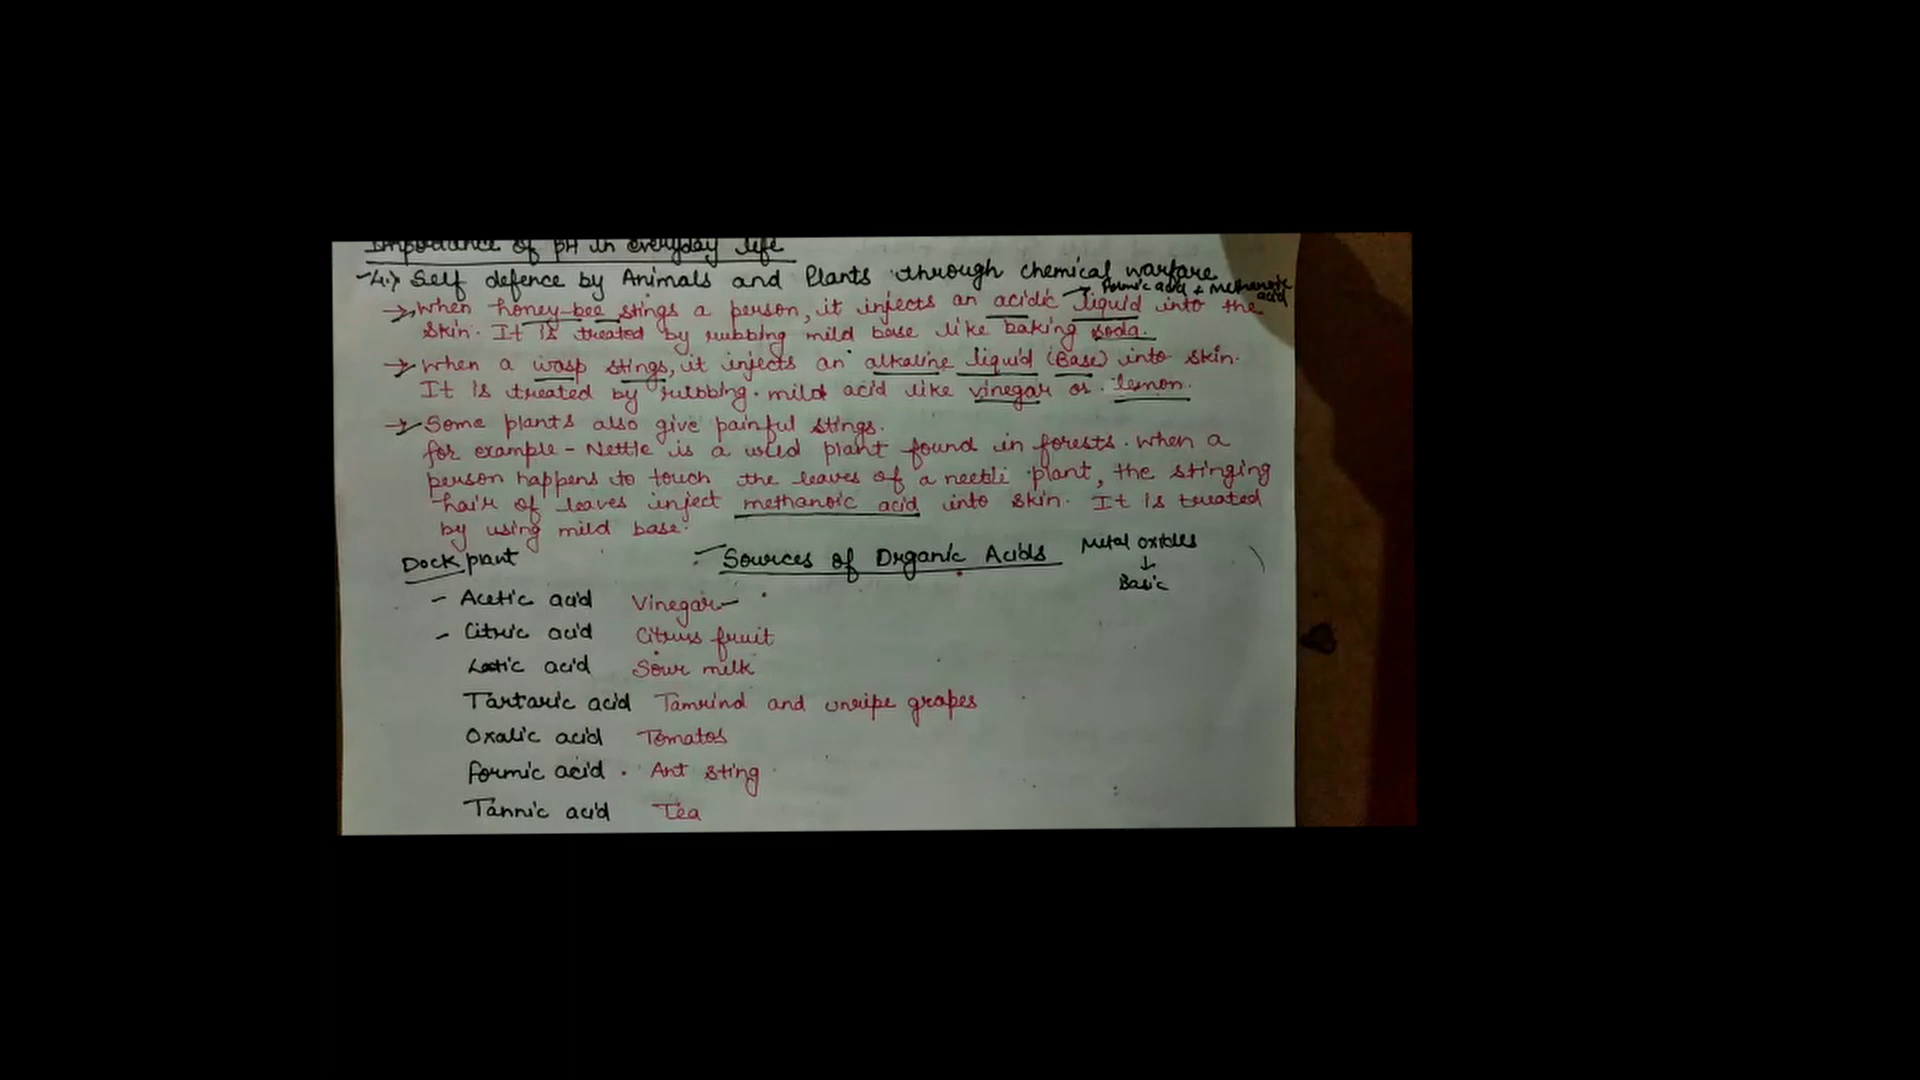 Importance of pH in everyday life
4.) Self defence by Animals and Plants through chemical warfare
Formic acid + Methanoic acid
→ When honey-bee stings a person, it injects an acidic liquid into the
skin. It is treated by rubbing mild base like baking soda.
→ When a wasp stings, it injects an alkaline liquid (Base) into skin.
It is treated by rubbing mild acid like vinegar or lemon.
→ Some plants also give painful stings.
for example - Nettle is a wild plant found in forests. When a
person happens to touch the leaves of a neetle plant, the stinging
hair of leaves inject methanoic acid into skin. It is treated
by using mild base.
Dock plant
Sources of Organic Acids
Metal oxides
↓
Basic
- Acetic acid Vinegar
- Citric acid Citrus fruit
Lactic acid Sour milk
Tartaric acid Tamrind and unripe grapes
Oxalic acid Tomatos
Formic acid Ant sting
Tannic acid Tea